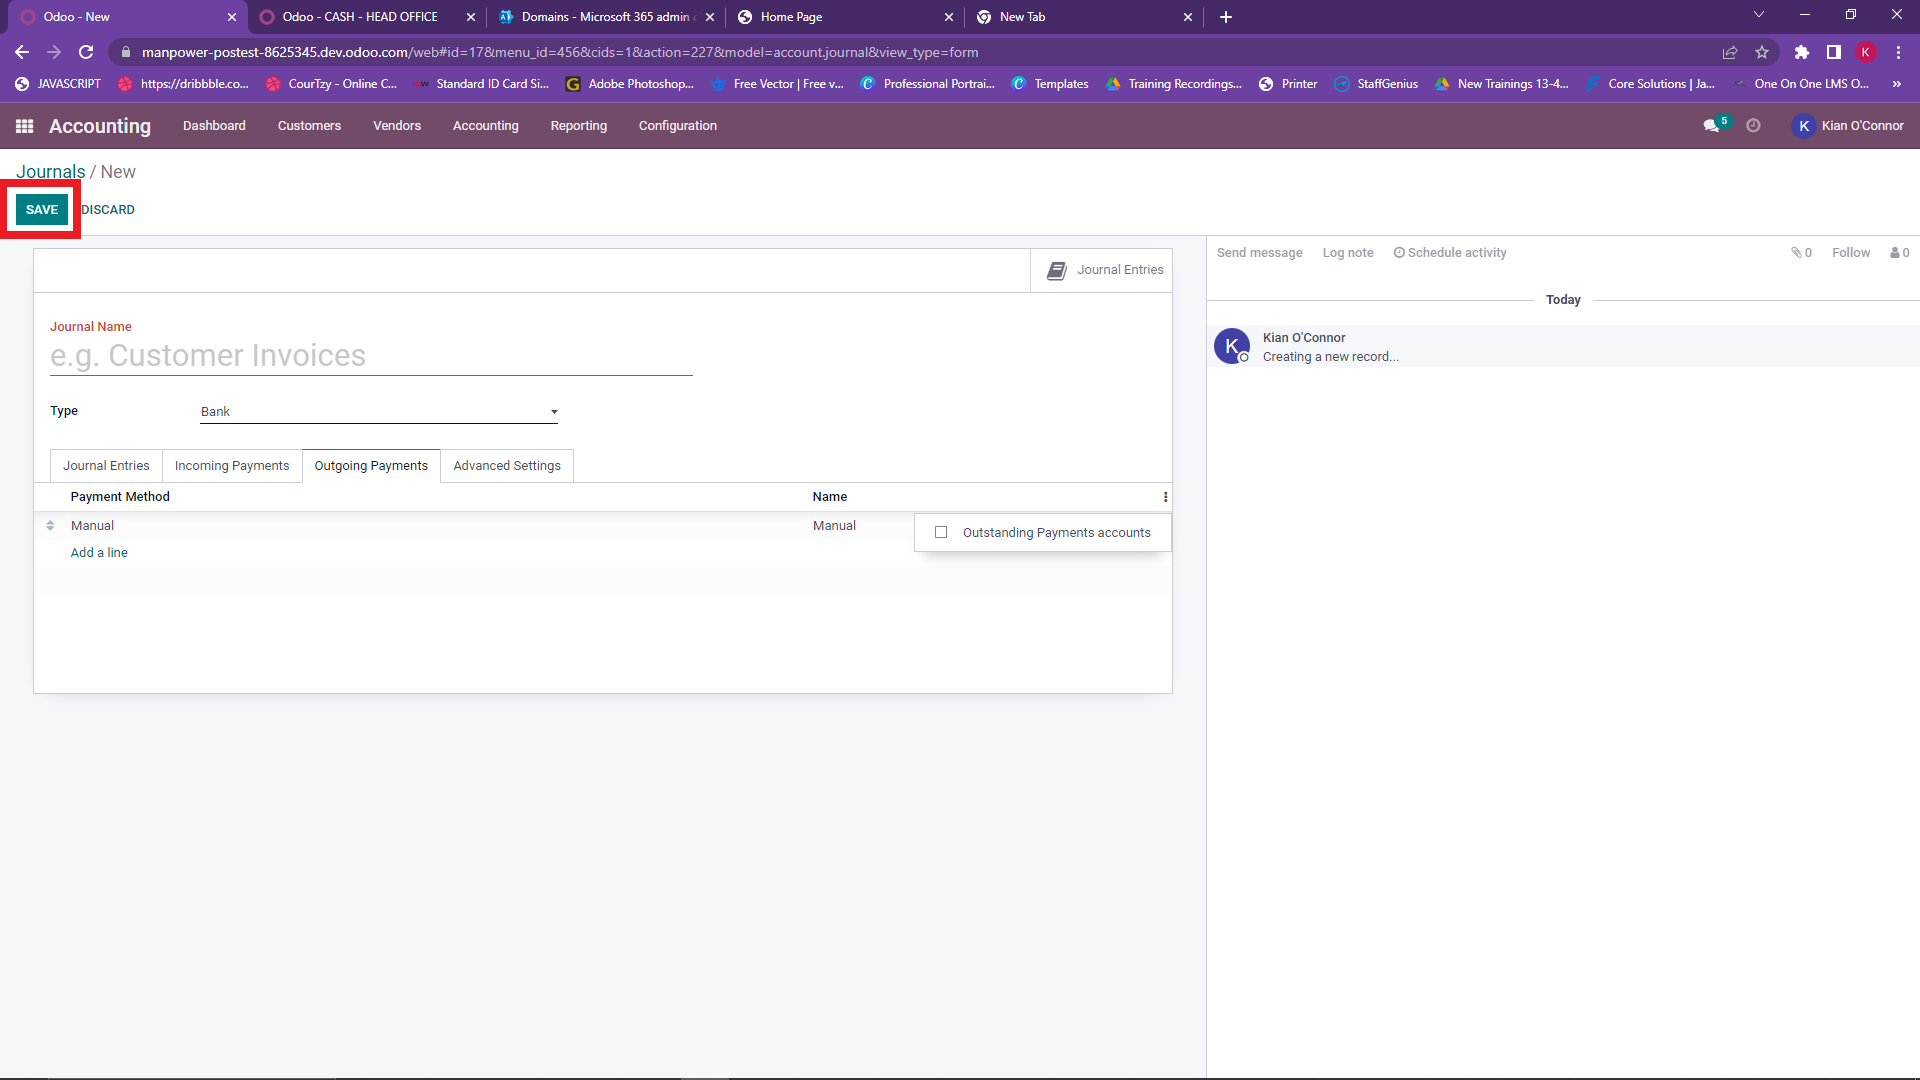 Odoo - New
Odoo - CASH - HEAD OFFICE
Domains - Microsoft 365 admin
Home Page
New Tab
manpower-postest-8625345.dev.odoo.com/web#id=17&menu_id=456&cids=1&action=227&model=account.journal&view_type=form
K
JAVASCRIPT
https://dribbble.co...
CourTzy - Online C...
Standard ID Card Si...
Adobe Photoshop...
Free Vector | Free v...
Professional Portrai...
Templates
Training Recordings...
Printer
StaffGenius
New Trainings 13-4...
Core Solutions | Ja...
One On One LMS O...
»
Accounting
Dashboard
Customers
Vendors
Accounting
Reporting
Configuration
5
K
Kian O'Connor
Journals / New
SAVE
DISCARD
Journal Entries
Journal Name
e.g. Customer Invoices
Type
Bank
Journal Entries
Incoming Payments
Outgoing Payments
Advanced Settings
Payment Method
Name
Manual
Manual
Outstanding Payments accounts
Add a line
Send message
Log note
Schedule activity
0
Follow
0
Today
K
Kian O'Connor
Creating a new record...